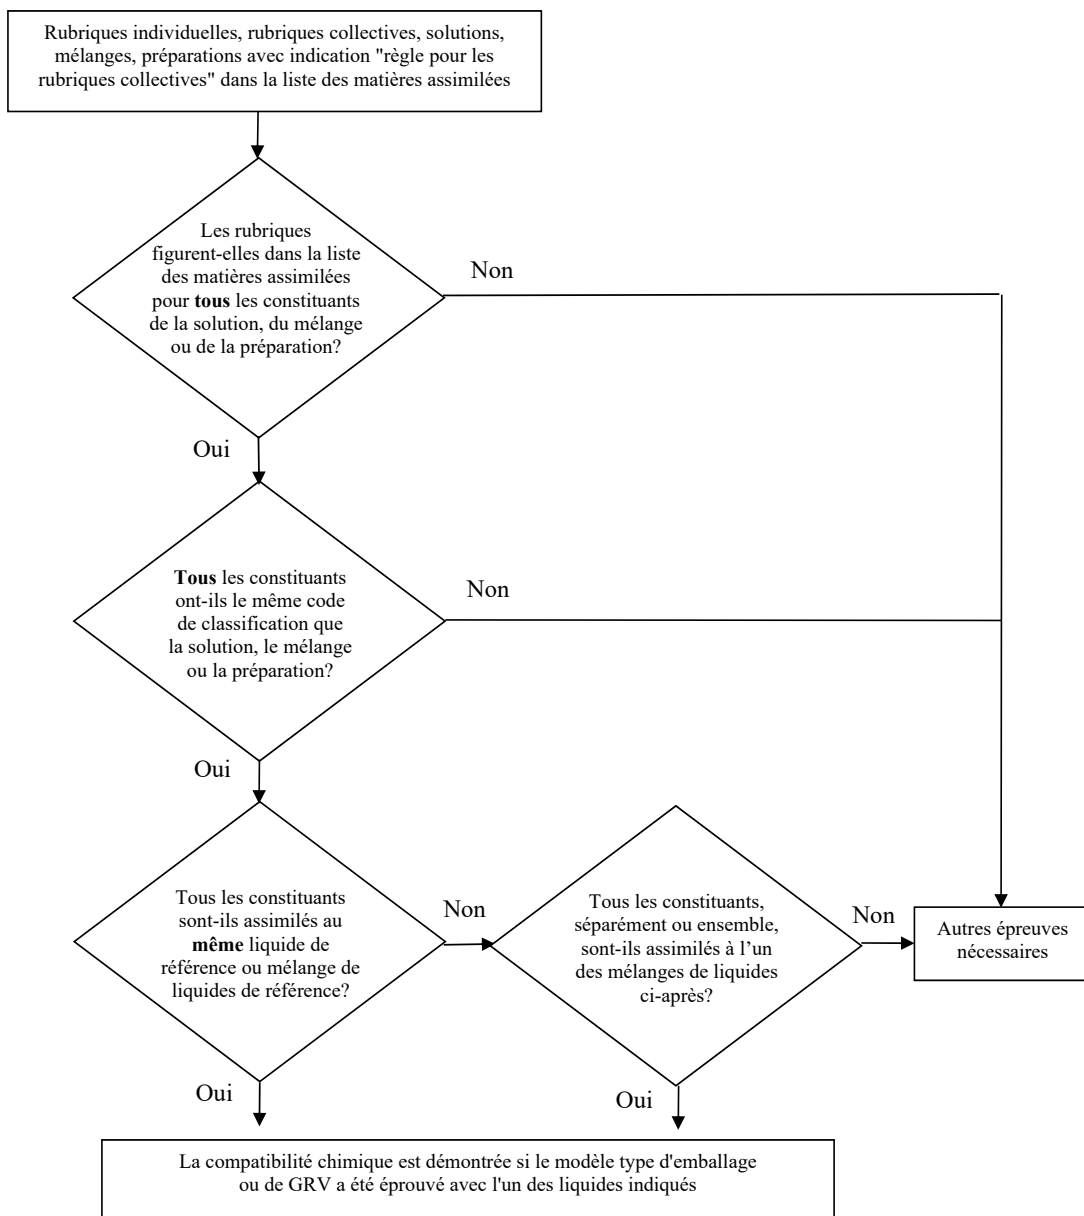 Rubriques individuelles, rubriques collectives, solutions,
mélanges, préparations avec indication "règle pour les
rubriques collectives" dans la liste des matières assimilées
Les rubriques
figurent-elles dans la liste
des matières assimilées
pour tous les constituants
de la solution, du mélange
ou de la préparation?
Non
Oui
Tous les constituants
ont-ils le même code
de classification que
la solution, le mélange
ou la préparation?
Non
Oui
Tous les constituants
sont-ils assimilés au
même liquide de
référence ou mélange de
liquides de référence?
Non
Tous les constituants,
séparément ou ensemble,
sont-ils assimilés à l’un
des mélanges de liquides
ci-après?
Non
Autres épreuves
nécessaires
Oui
Oui
La compatibilité chimique est démontrée si le modèle type d'emballage
ou de GRV a été éprouvé avec l'un des liquides indiqués